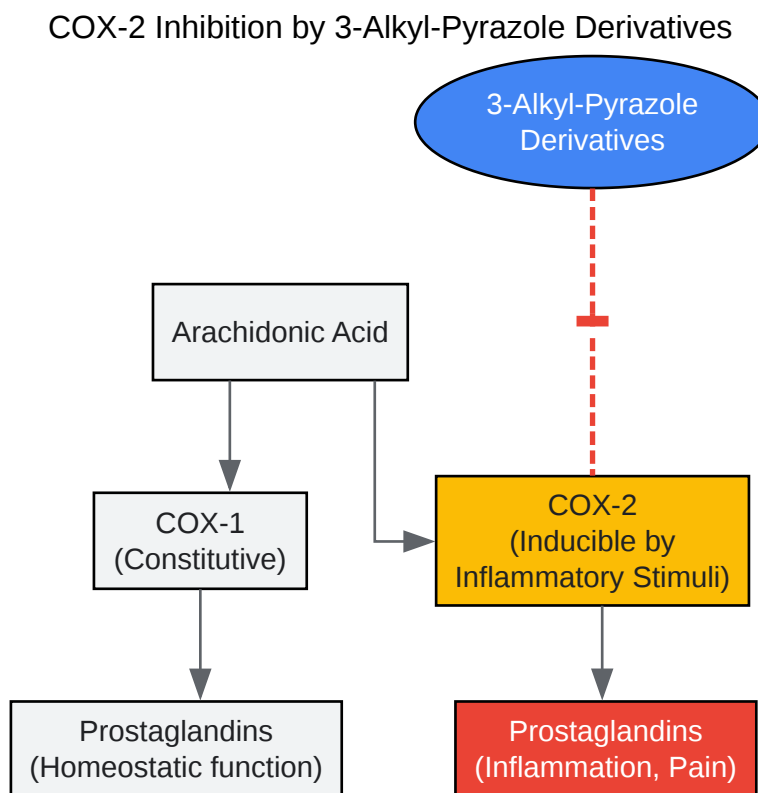 COX-2 Inhibition by 3-Alkyl-Pyrazole Derivatives
3-Alkyl-Pyrazole
Derivatives
Arachidonic Acid
COX-1
(Constitutive)
COX-2
(Inducible by
Inflammatory Stimuli)
Prostaglandins
(Homeostatic function)
Prostaglandins
(Inflammation, Pain)